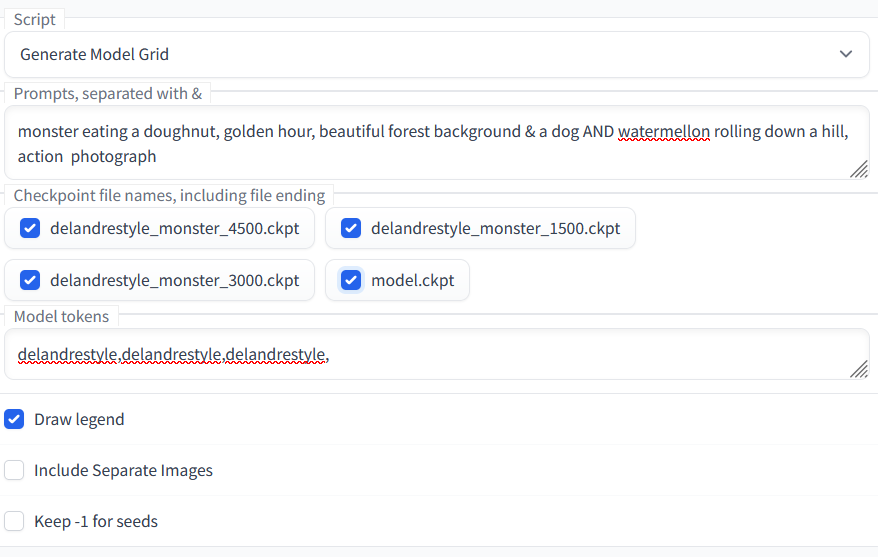 Script
Generate Model Grid
Prompts, separated with &
monster eating a doughnut, golden hour, beautiful forest background & a dog AND watermellon rolling down a hill,
action  photograph
Checkpoint file names, including file ending
delandrestyle_monster_4500.ckpt
delandrestyle_monster_1500.ckpt
delandrestyle_monster_3000.ckpt
model.ckpt
Model tokens
delandrestyle,delandrestyle,delandrestyle,
Draw legend
Include Separate Images
Keep -1 for seeds